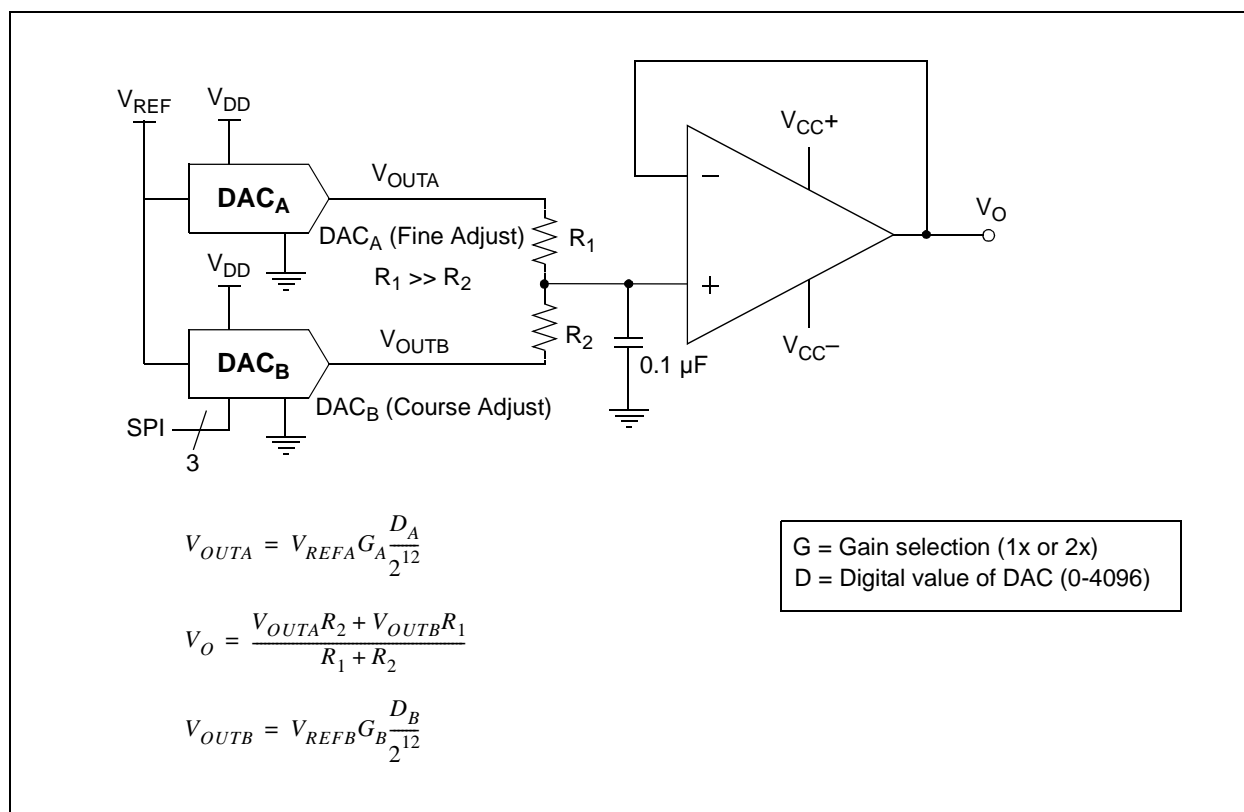 V_REF
V_DD
DAC_A
V_OUTA
DAC_A (Fine Adjust)
R_1 >> R_2
R_1
V_DD
DAC_B
V_OUTB
R_2
DAC_B (Course Adjust)
SPI
3
0.1 µF
−
+
V_CC+
V_CC–
V_O
V_OUTA = V_REFA G_A D_A / 2^12
V_O = (V_OUTA R_2 + V_OUTB R_1) / (R_1 + R_2)
V_OUTB = V_REFB G_B D_B / 2^12
G = Gain selection (1x or 2x)
D = Digital value of DAC (0-4096)